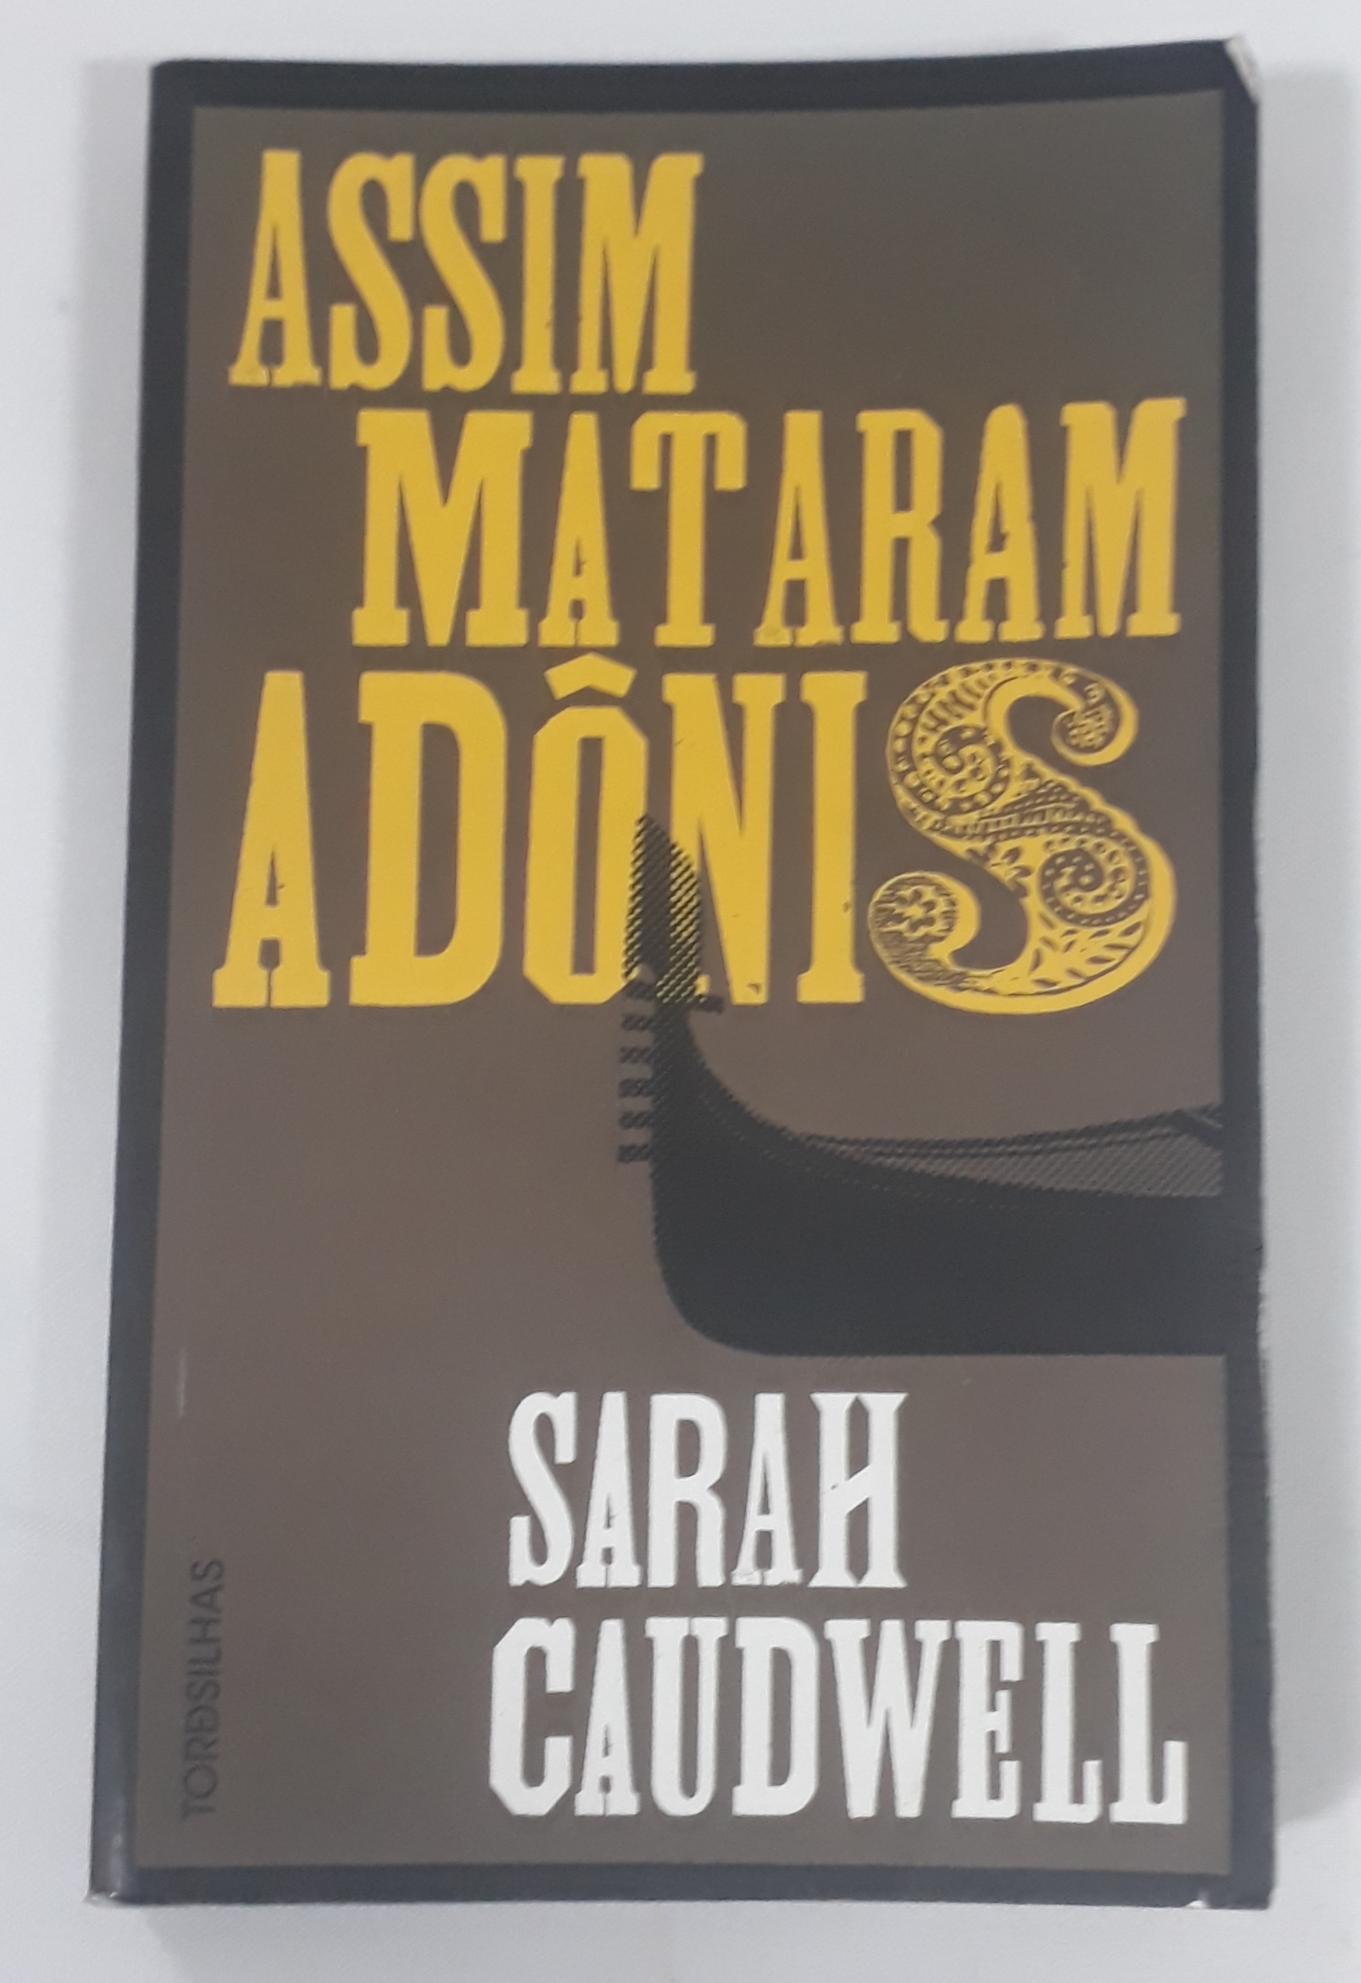 ASSIM
MATARAM
ADÔNIS
SARAH
CAUDWELL
TORDSILHAS